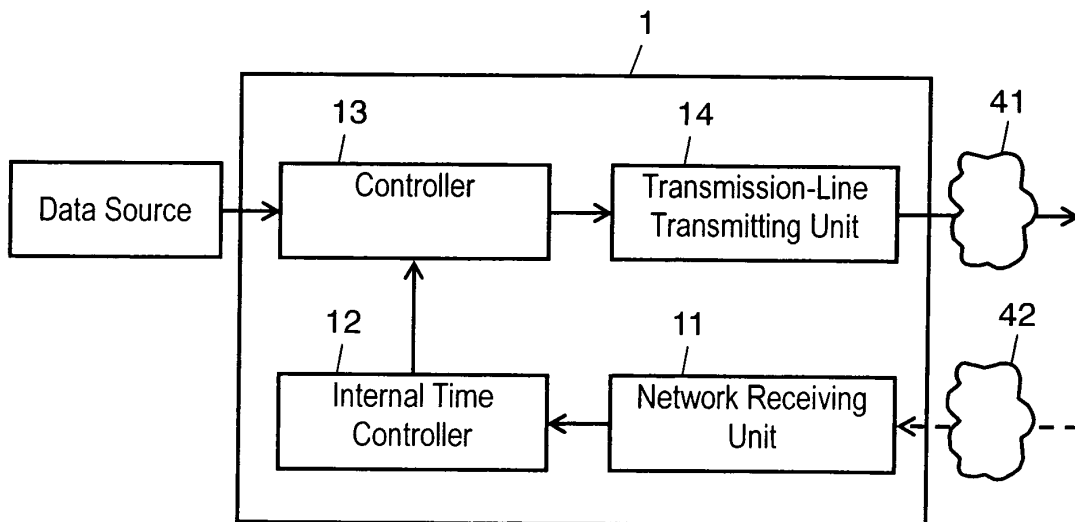 1
13
14
41
Data Source
Controller
Transmission-Line
Transmitting Unit
12
11
42
Internal Time
Controller
Network Receiving
Unit